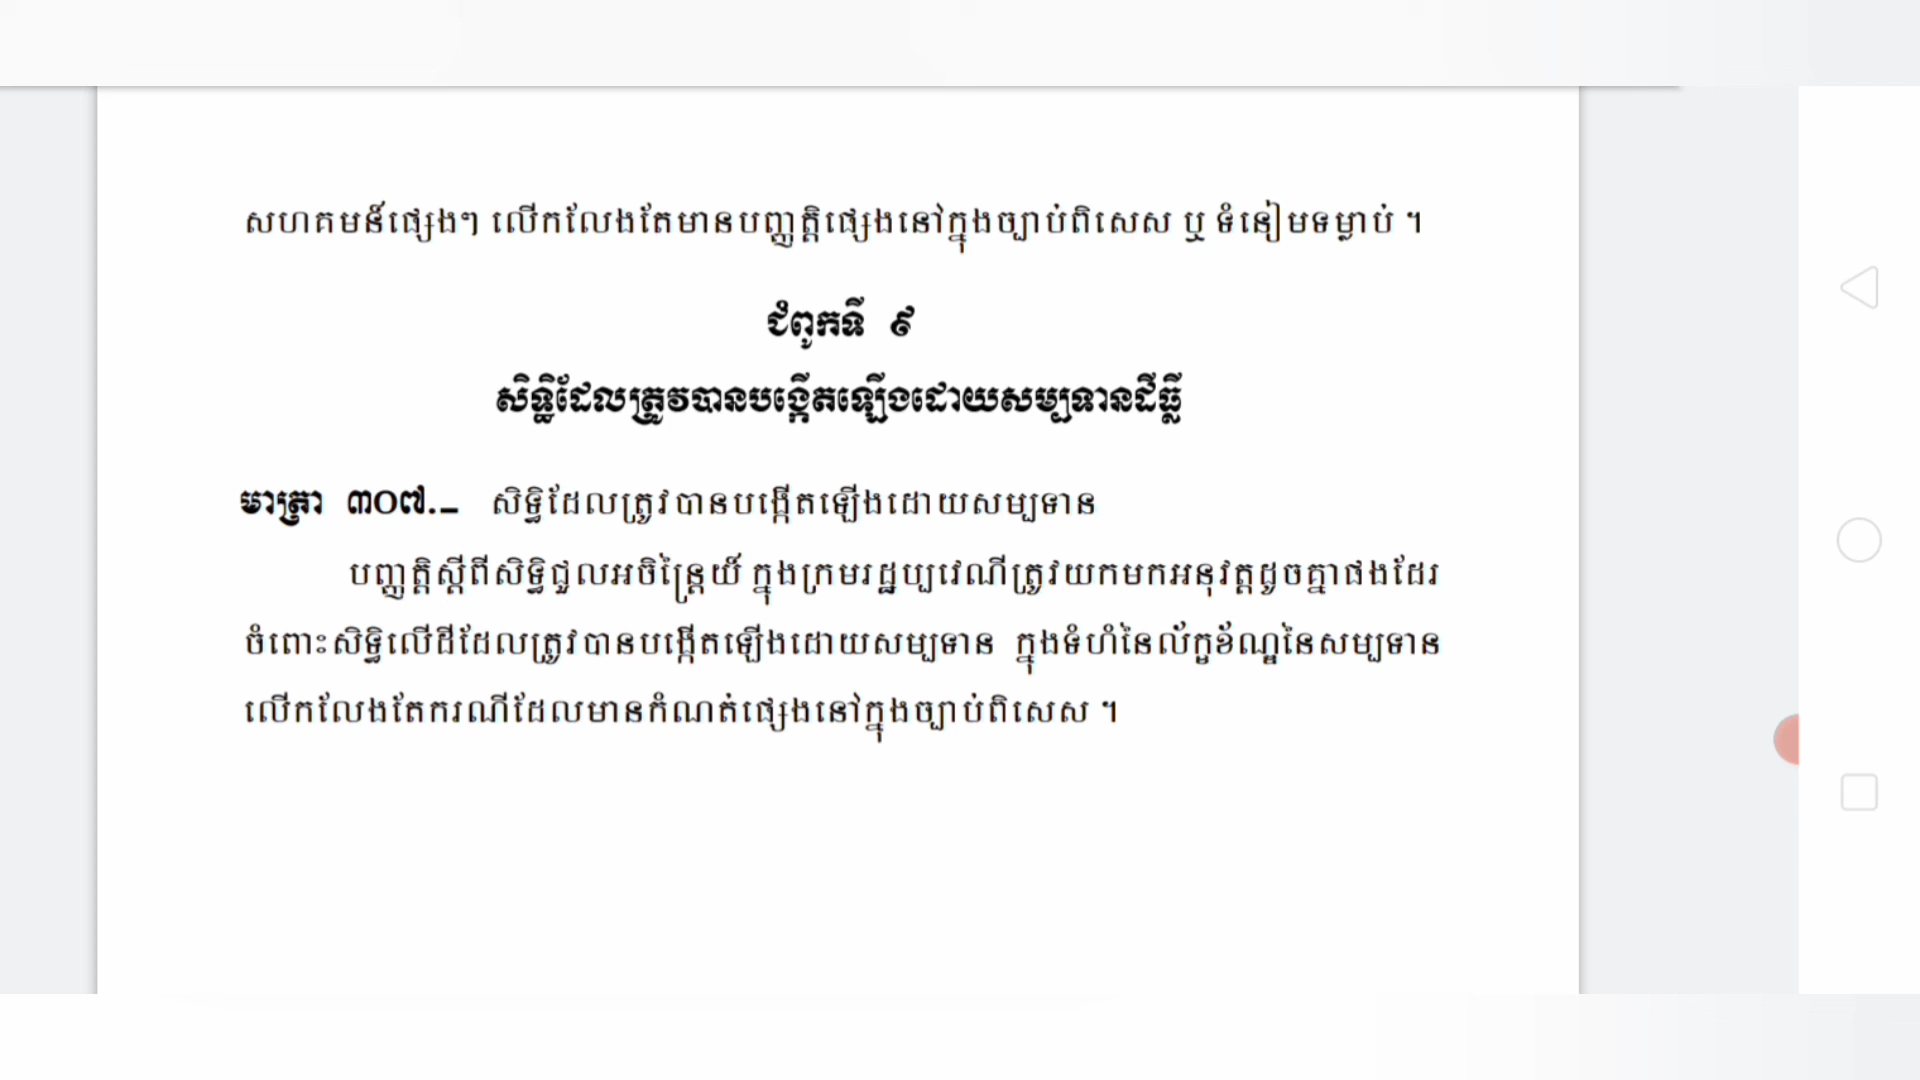 សហគមន៍ផ្សេងៗ លើកលែងតែមានបញ្ញត្តិផ្សេងនៅក្នុងច្បាប់ពិសេស ឬ ទំនៀមទម្លាប់ ។
ជំពូកទី ៩
សិទ្ធិដែលត្រូវបានបង្កើតឡើងដោយសម្បទានដីធ្លី
មាត្រា ៣០៧._ សិទ្ធិដែលត្រូវបានបង្កើតឡើងដោយសម្បទាន
បញ្ញត្តិស្តីពីសិទ្ធិជួលអចិន្ត្រៃយ៍ ក្នុងក្រមរដ្ឋប្បវេណីត្រូវយកមកអនុវត្តដូចគ្នាផងដែរ
ចំពោះសិទ្ធិលើដីដែលត្រូវបានបង្កើតឡើងដោយសម្បទាន ក្នុងទំហំនៃល័ក្ខខ័ណ្ឌនៃសម្បទាន
លើកលែងតែករណីដែលមានកំណត់ផ្សេងនៅក្នុងច្បាប់ពិសេស ។